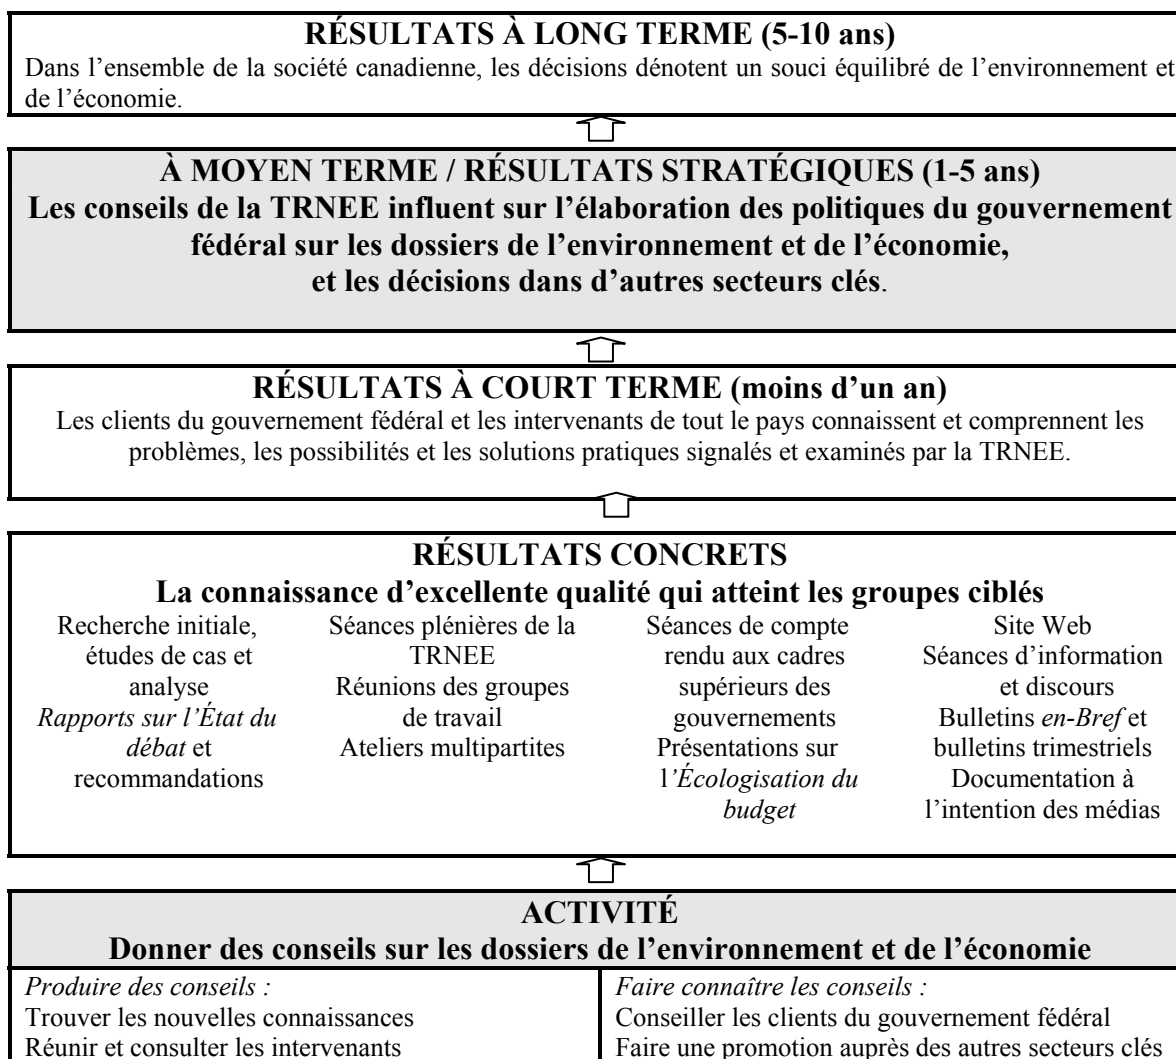 RÉSULTATS À LONG TERME (5-10 ans)
Dans l’ensemble de la société canadienne, les décisions dénotent un souci équilibré de l’environnement et
de l’économie.
À MOYEN TERME / RÉSULTATS STRATÉGIQUES (1-5 ans)
Les conseils de la TRNEE influent sur l’élaboration des politiques du gouvernement
fédéral sur les dossiers de l’environnement et de l’économie,
et les décisions dans d’autres secteurs clés.
RÉSULTATS À COURT TERME (moins d’un an)
Les clients du gouvernement fédéral et les intervenants de tout le pays connaissent et comprennent les
problèmes, les possibilités et les solutions pratiques signalés et examinés par la TRNEE.
RÉSULTATS CONCRETS
La connaissance d’excellente qualité qui atteint les groupes ciblés
Recherche initiale,
études de cas et
analyse
Rapports sur l’État du
débat et
recommandations
Séances plénières de la
TRNEE
Réunions des groupes
de travail
Ateliers multipartites
Séances de compte
rendu aux cadres
supérieurs des
gouvernements
Présentations sur
l’Écologisation du
budget
Site Web
Séances d’information
et discours
Bulletins en-Bref et
bulletins trimestriels
Documentation à
l’intention des médias
ACTIVITÉ
Donner des conseils sur les dossiers de l’environnement et de l’économie
Produire des conseils :
Trouver les nouvelles connaissances
Réunir et consulter les intervenants
Faire connaître les conseils :
Conseiller les clients du gouvernement fédéral
Faire une promotion auprès des autres secteurs clés